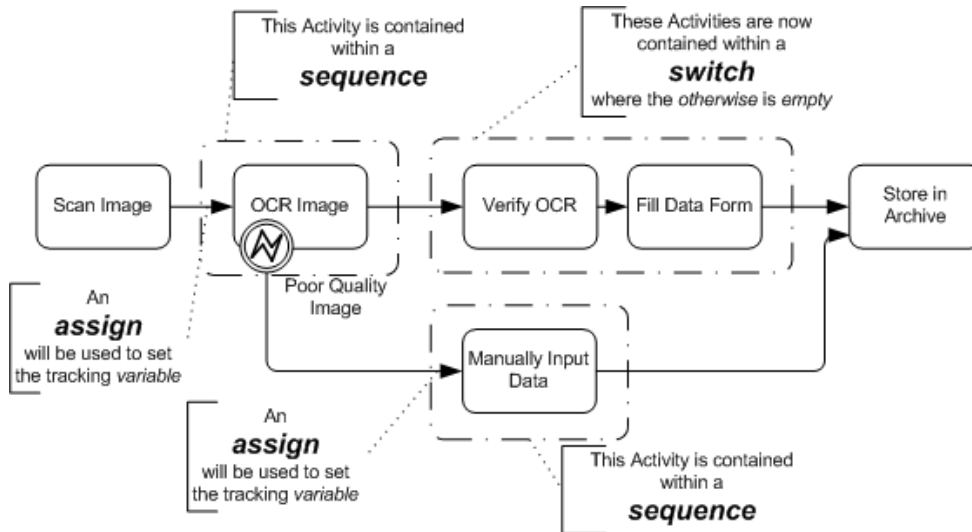 This Activity is contained
within a
sequence
These Activities are now
contained within a
switch
where the otherwise is empty
Scan Image
OCR Image
Verify OCR
Fill Data Form
Store in
Archive
Poor Quality
Image
An
assign
will be used to set
the tracking variable
Manually Input
Data
An
assign
will be used to set
the tracking variable
This Activity is contained
within a
sequence